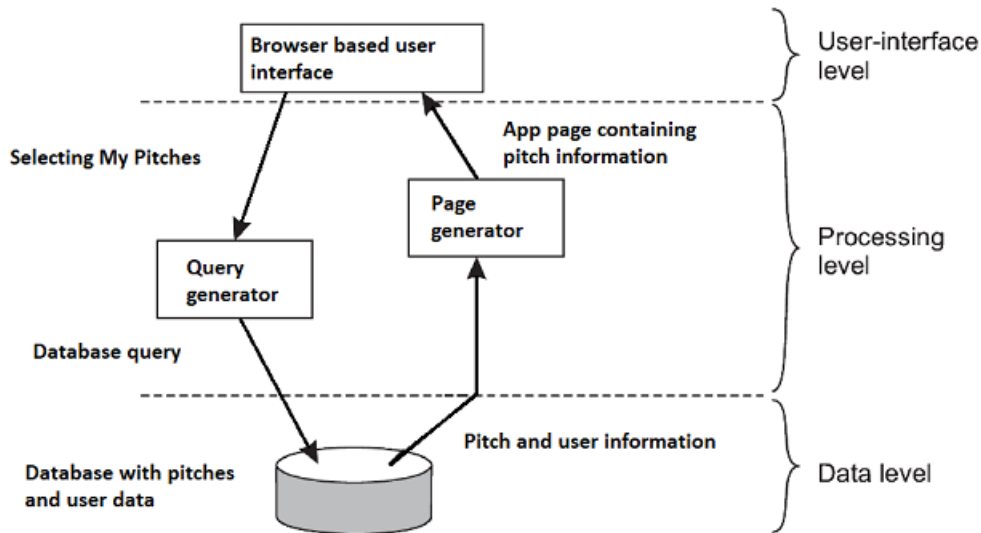 Browser based user
interface
User-interface
level
Selecting My Pitches
App page containing
pitch information
Page
generator
Processing
level
Query
generator
Database query
Pitch and user information
Database with pitches
and user data
Data level